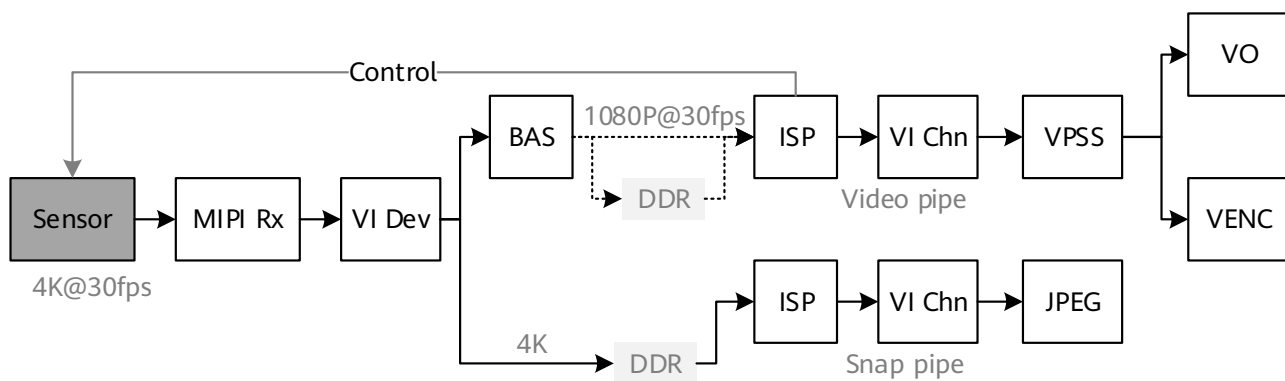 VO
Control
1080P@30fps
BAS
ISP
VI Chn
VPSS
DDR
Video pipe
Sensor
MIPI Rx
VI Dev
VENC
4K@30fps
ISP
VI Chn
JPEG
4K
DDR
Snap pipe